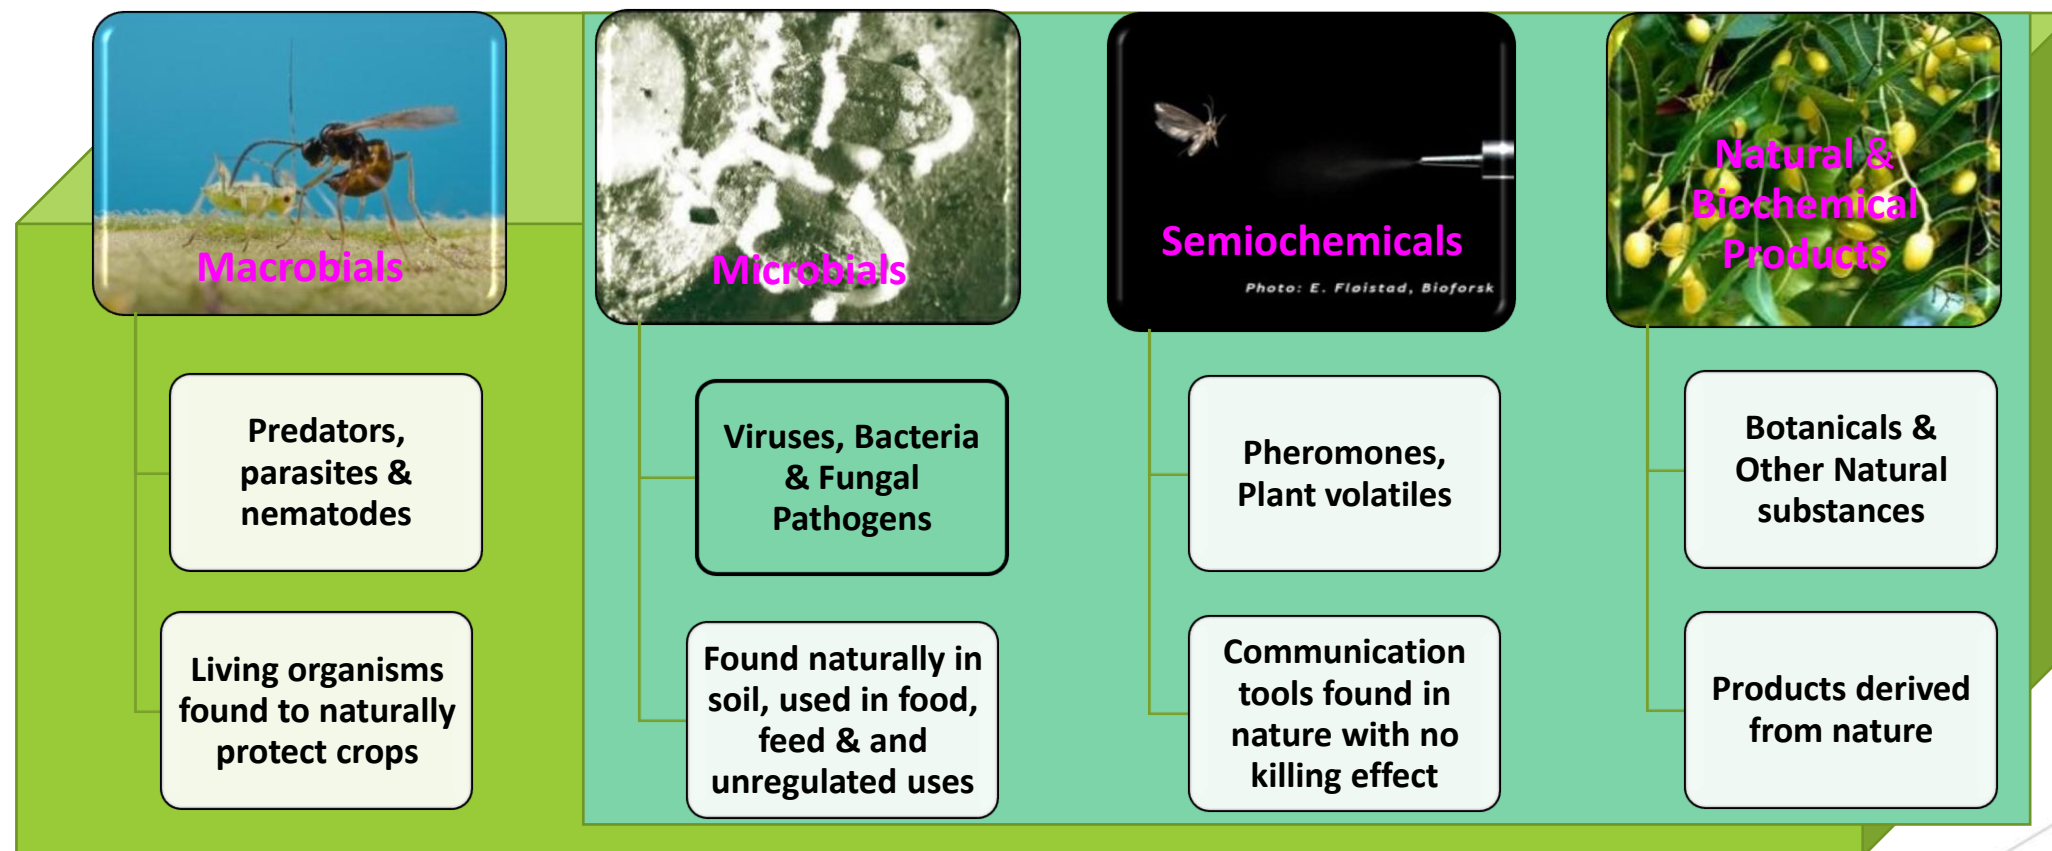 Macrobials
Predators,
parasites &
nematodes
Living organisms
found to naturally
protect crops
Microbials
Viruses, Bacteria
& Fungal
Pathogens
Found naturally in
soil, used in food,
feed & and
unregulated uses
Semiochemicals
Photo: E. Fløistad, Bioforsk
Pheromones,
Plant volatiles
Communication
tools found in
nature with no
killing effect
Natural &
Biochemical
Products
Botanicals &
Other Natural
substances
Products derived
from nature